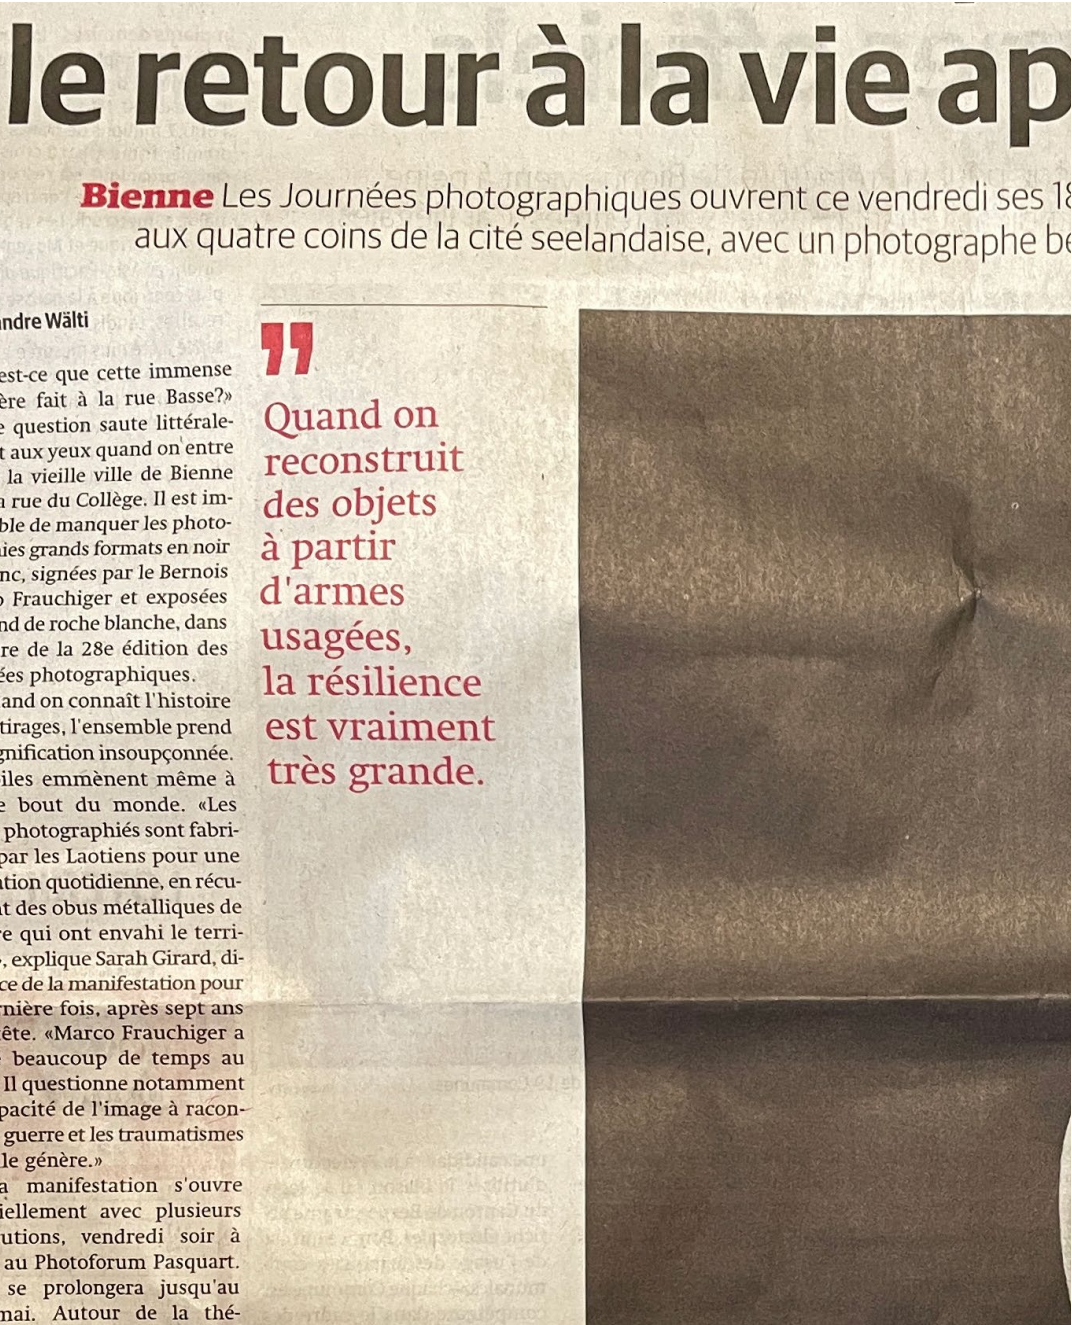 le retour à la vie ap
Bienne Les Journées photographiques ouvrent ce vendredi ses 18
aux quatre coins de la cité seelandaise, avec un photographe be
andre Wälti
est-ce que cette immense
ère fait à la rue Basse?»
e question saute littérale-
t aux yeux quand on entre
la vieille ville de Bienne
a rue du Collège. Il est im-
ble de manquer les photo-
ies grands formats en noir
nc, signées par le Bernois
o Frauchiger et exposées
nd de roche blanche, dans
re de la 28e édition des
ées photographiques.
and on connaît l'histoire
tirages, l'ensemble prend
gnification insoupçonnée.
iles emmènent même à
e bout du monde. «Les
photographiés sont fabri-
par les Laotiens pour une
ation quotidienne, en récu-
t des obus métalliques de
re qui ont envahi le terri-
», explique Sarah Girard, di-
ce de la manifestation pour
rnière fois, après sept ans
ête. «Marco Frauchiger a
beaucoup de temps au
Il questionne notamment
pacité de l'image à racon-
guerre et les traumatismes
le génère.»
a manifestation s'ouvre
iellement avec plusieurs
utions, vendredi soir à
au Photoforum Pasquart.
se prolongera jusqu'au
mai. Autour de la thé-
"
Quand on
reconstruit
des objets
à partir
d'armes
usagées,
la résilience
est vraiment
très grande.